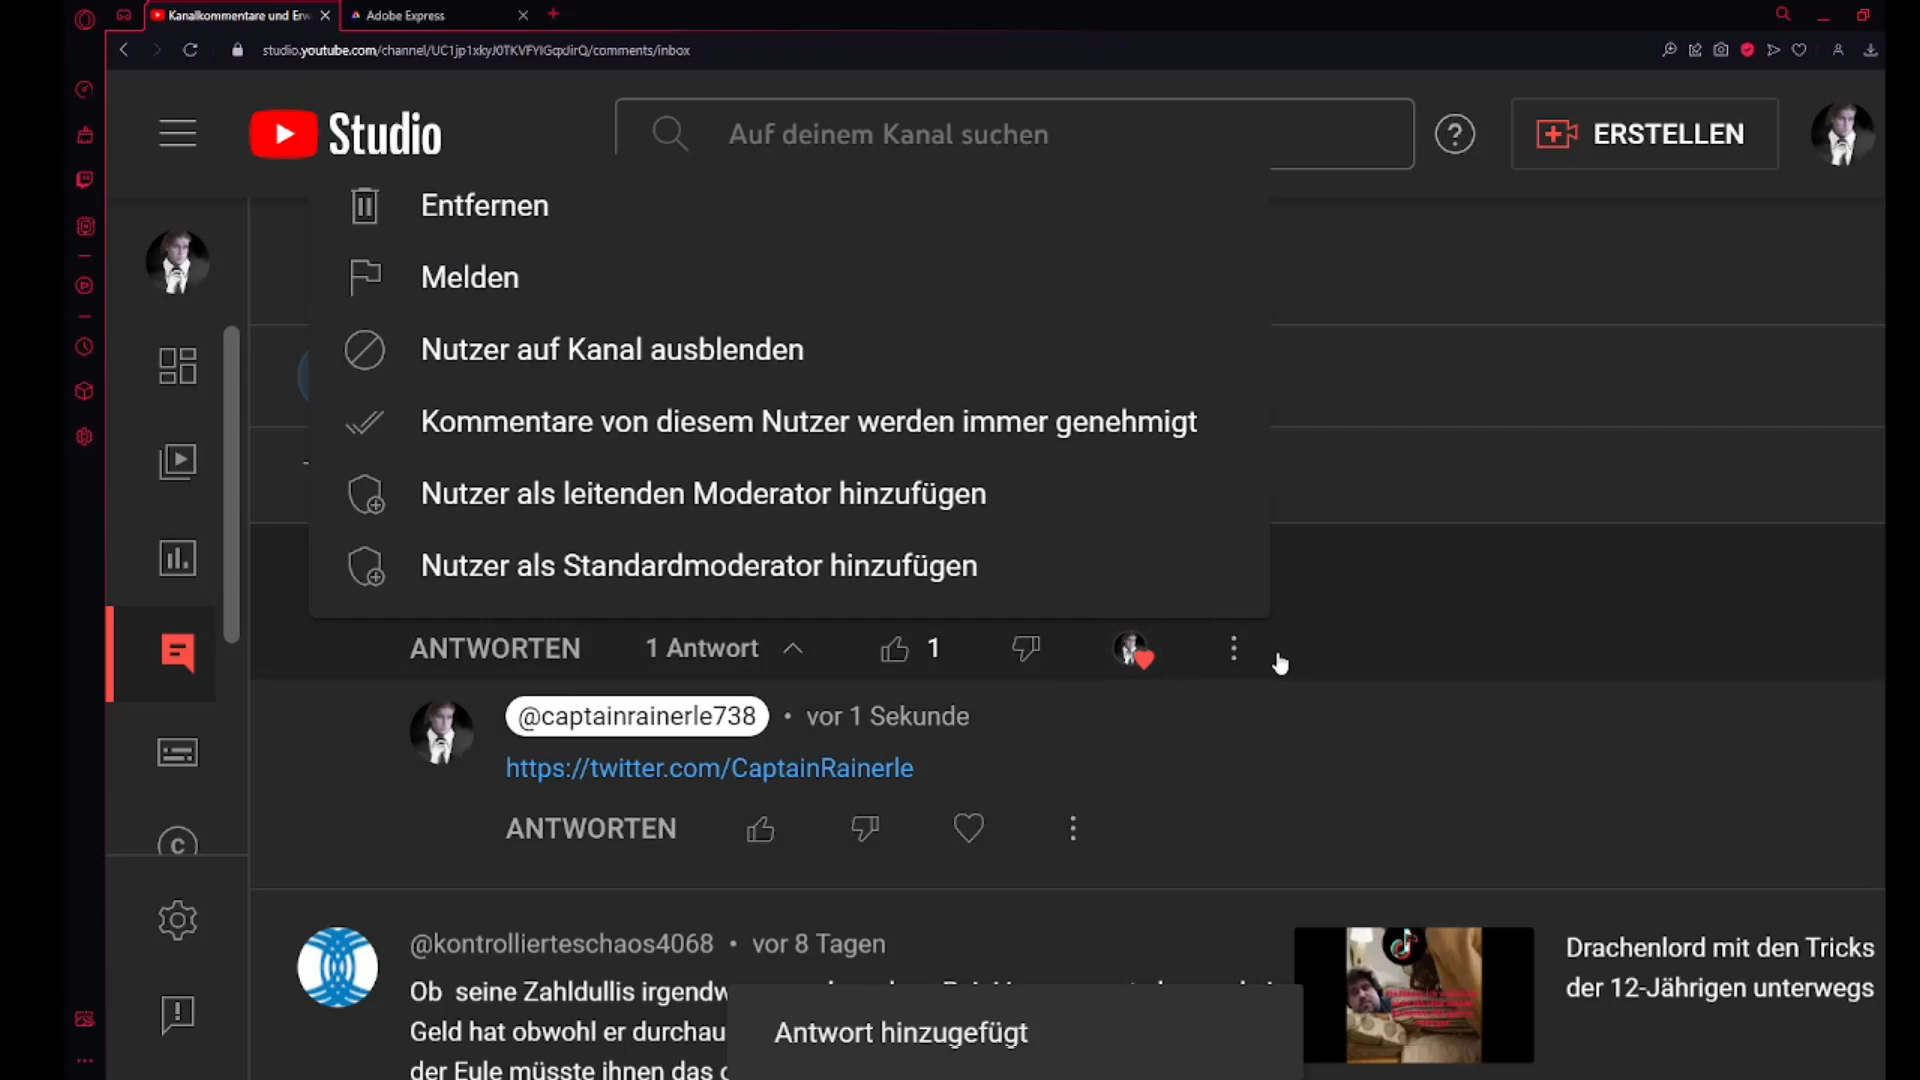 Kanalkommentare und Erw
Adobe Express
studio.youtube.com/channel/UC1jp1xkyJ0TKVFYIGqxJirQ/comments/inbox
Studio
Auf deinem Kanal suchen
ERSTELLEN
Entfernen
Melden
Nutzer auf Kanal ausblenden
Kommentare von diesem Nutzer werden immer genehmigt
Nutzer als leitenden Moderator hinzufügen
Nutzer als Standardmoderator hinzufügen
ANTWORTEN 1 Antwort 1
@captainrainerle738 • vor 1 Sekunde
https://twitter.com/CaptainRainerle
ANTWORTEN
@kontrollierteschaos4068 • vor 8 Tagen
Ob seine Zahldullis irgendw
Geld hat obwohl er durchau
der Eule müsste ihnen das
Drachenlord mit den Tricks
der 12-Jährigen unterwegs
Antwort hinzugefügt